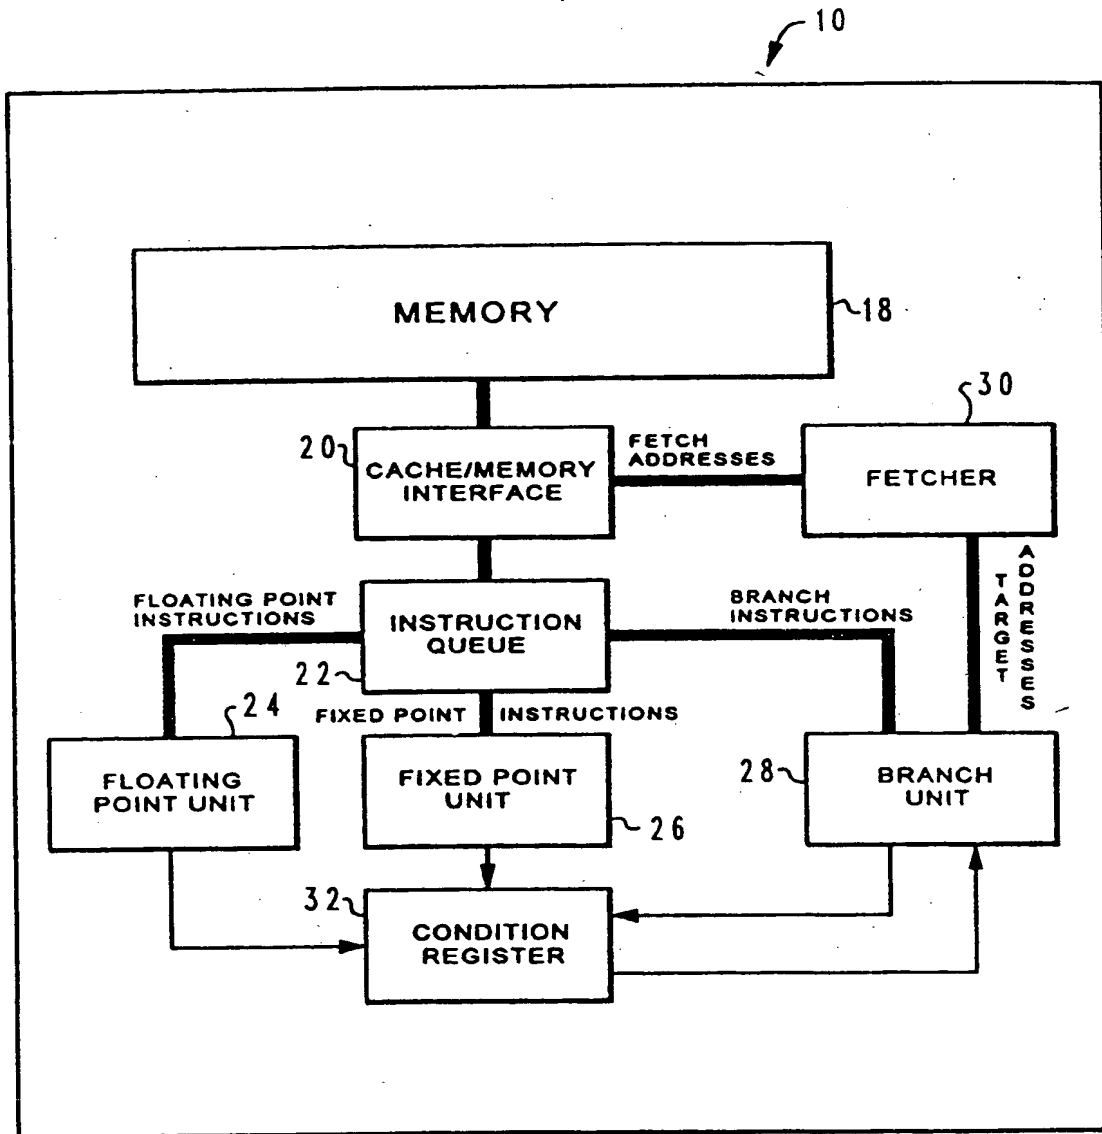 10
MEMORY
18
30
20
CACHE/MEMORY
INTERFACE
FETCH
ADDRESSES
FETCHER
FLOATING POINT
INSTRUCTIONS
INSTRUCTION
QUEUE
22
BRANCH
INSTRUCTIONS
TARGET
ADDRESSES
FIXED POINT INSTRUCTIONS
24
FLOATING
POINT UNIT
FIXED POINT
UNIT
26
28
BRANCH
UNIT
32
CONDITION
REGISTER